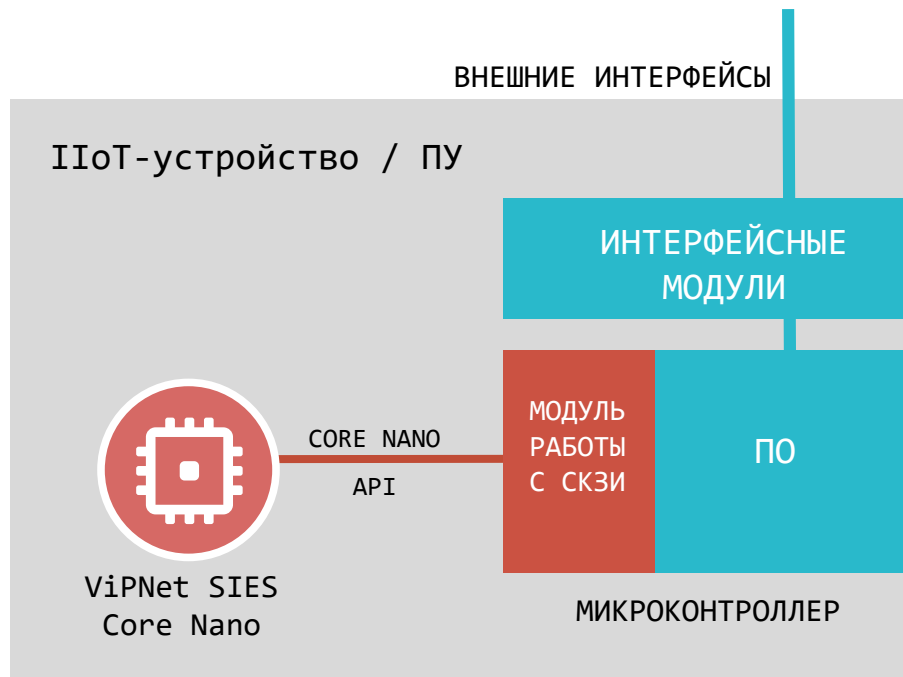 ВНЕШНИЕ ИНТЕРФЕЙСЫ
IIoT-устройство / ПУ
ИНТЕРФЕЙСНЫЕ
МОДУЛИ
МОДУЛЬ
РАБОТЫ
С СКЗИ
ПО
CORE NANO
API
ViPNet SIES
Core Nano
МИКРОКОНТРОЛЛЕР